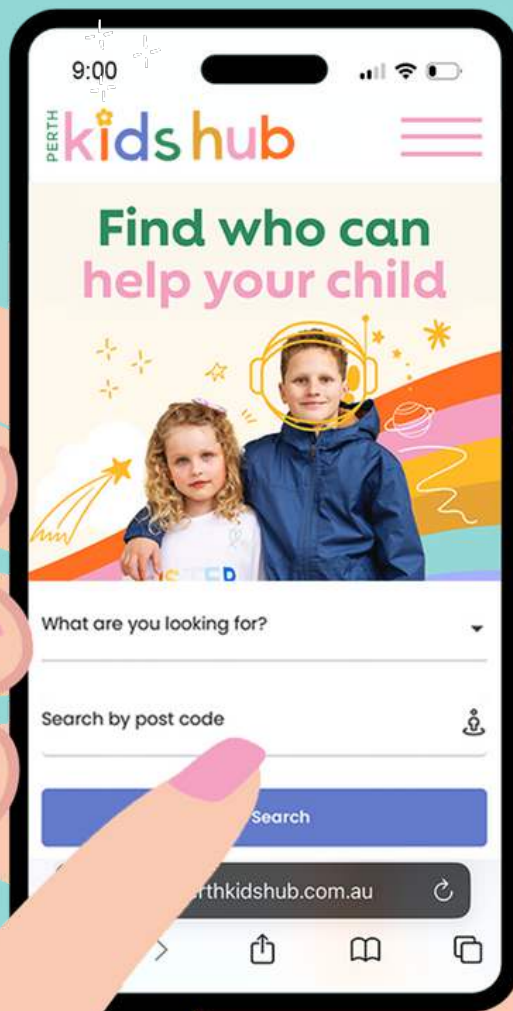 9:00
PERTH
kids hub
Find who can
help your child
What are you looking for?
Search by post code
Search
rthkidshub.com.au